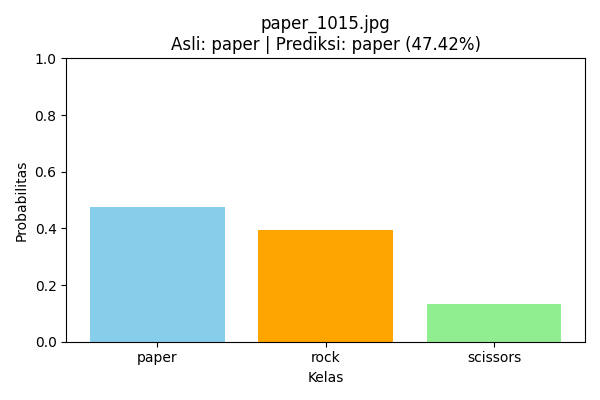 paper_1015.jpg
Asli: paper | Prediksi: paper (47.42%)
1.0
0.8
0.6
0.4
0.2
0.0
Probabilitas
paper
rock
scissors
Kelas